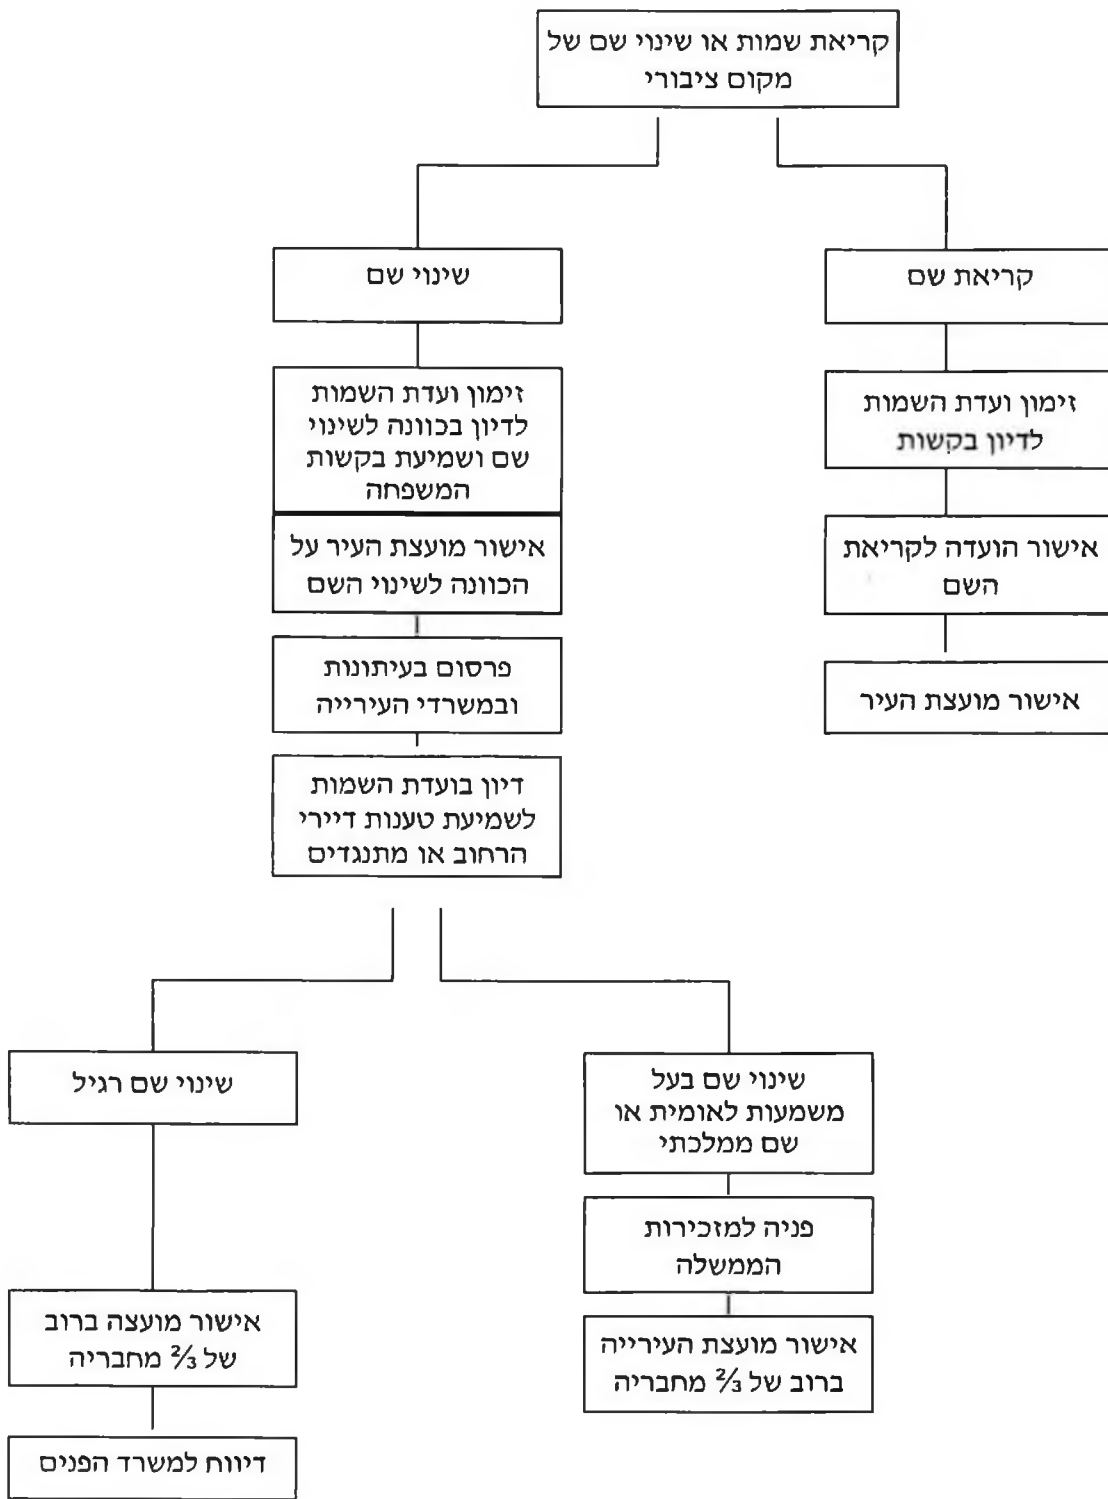 קריאת שמות או שינוי שם של
מקום ציבורי
קריאת שם
זימון ועדת השמות
לדיון בקשות
אישור הועדה לקריאת
השם
אישור מועצת העיר
שינוי שם
זימון ועדת השמות
לדיון בכוונה לשינוי
שם ושמיעת בקשות
המשפחה
אישור מועצת העיר על
הכוונה לשינוי השם
פרסום בעיתונות
ובמשרדי העירייה
דיון בועדת השמות
לשמיעת טענות דיירי
הרחוב או מתנגדים
שינוי שם בעל
משמעות לאומית או
שם ממלכתי
פניה למזכירות
הממשלה
אישור מועצת העירייה
ברוב של ⅔ מחבריה
שינוי שם רגיל
אישור מועצה ברוב
של ⅔ מחבריה
דיווח למשרד הפנים